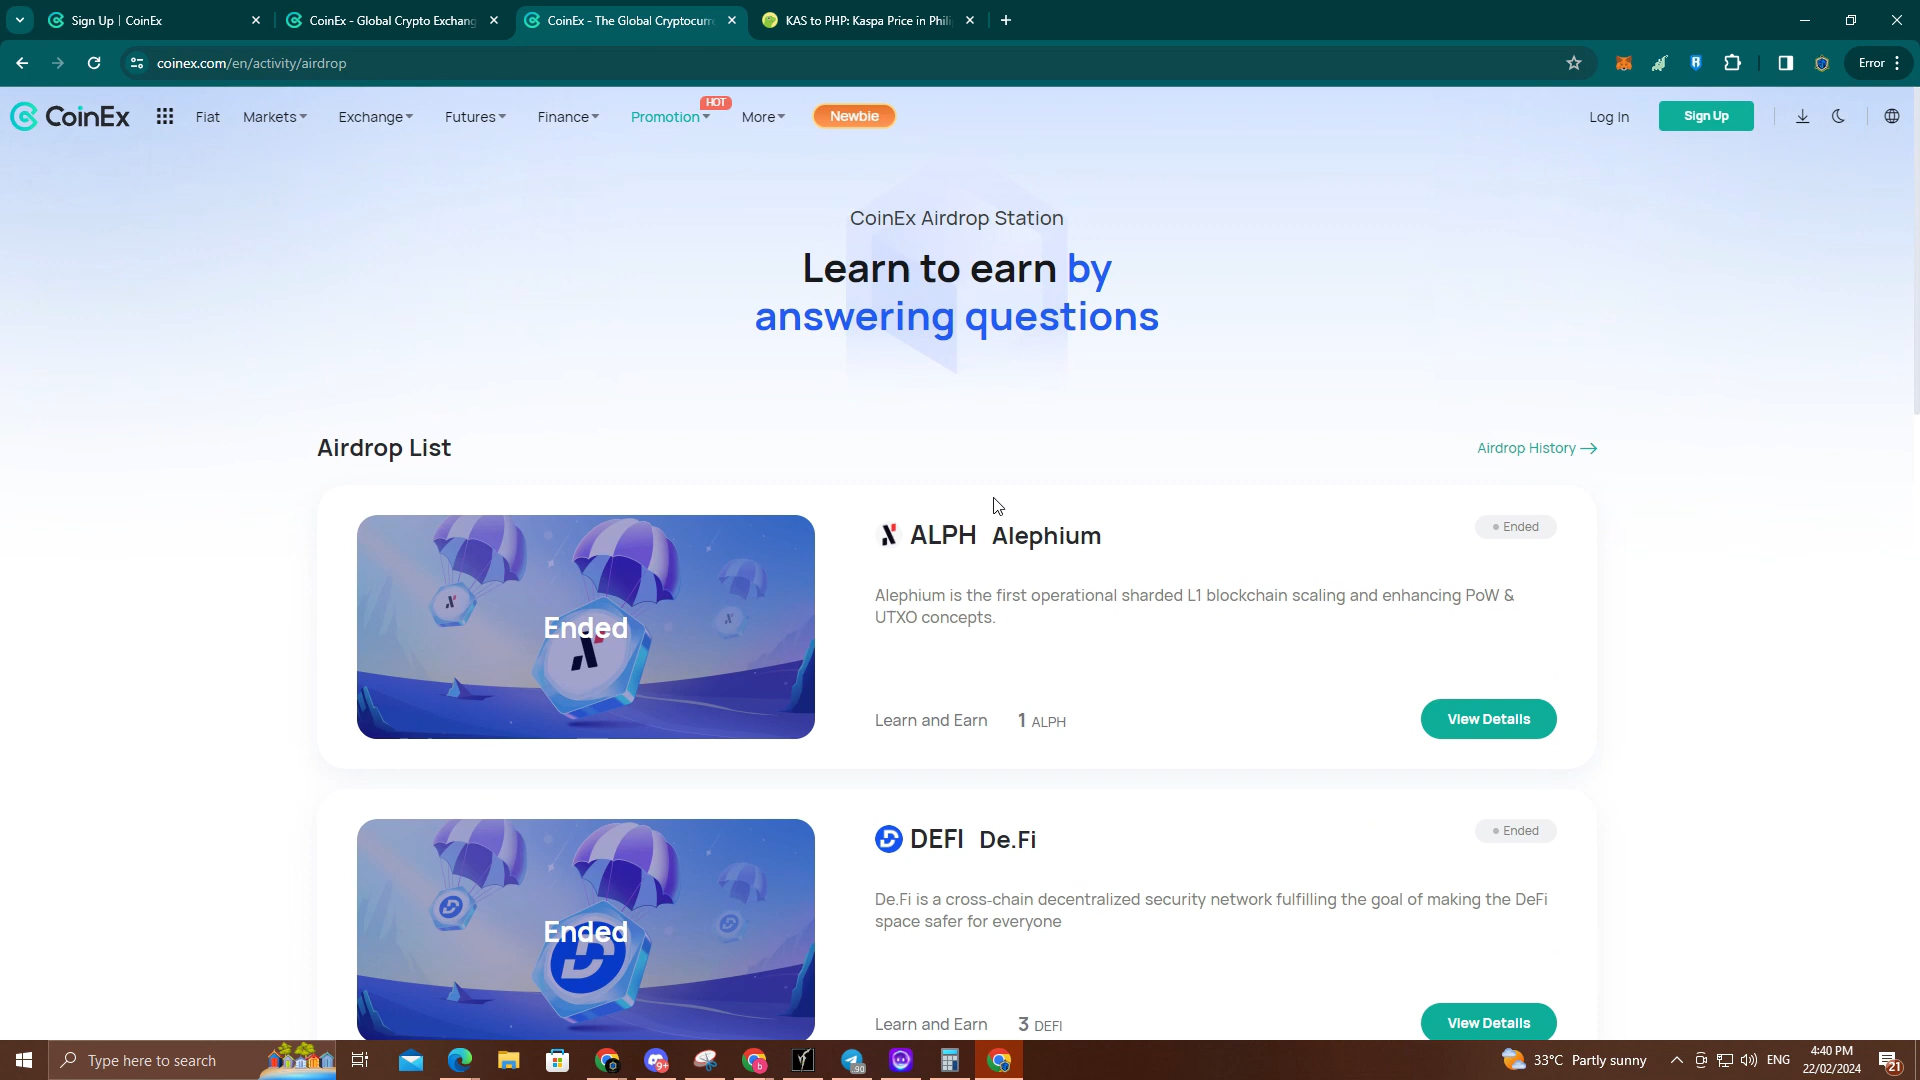 Sign Up | CoinEx
CoinEx - Global Crypto Exchang
CoinEx - The Global Cryptocurre
KAS to PHP: Kaspa Price in Phili
coinex.com/en/activity/airdrop
Error
CoinEx
Fiat
Markets
Exchange
Futures
Finance
Promotion
HOT
More
Newbie
Log In
Sign Up
CoinEx Airdrop Station
Learn to earn by
answering questions
Airdrop List
Airdrop History
Ended
ALPH Alephium
Ended
Alephium is the first operational sharded L1 blockchain scaling and enhancing PoW &
UTXO concepts.
Learn and Earn 1 ALPH
View Details
Ended
DEFI De.Fi
Ended
De.Fi is a cross-chain decentralized security network fulfilling the goal of making the DeFi
space safer for everyone
Learn and Earn 3 DEFI
View Details
Type here to search
9+
90
33°C Partly sunny
ENG
4:40 PM
22/02/2024
21